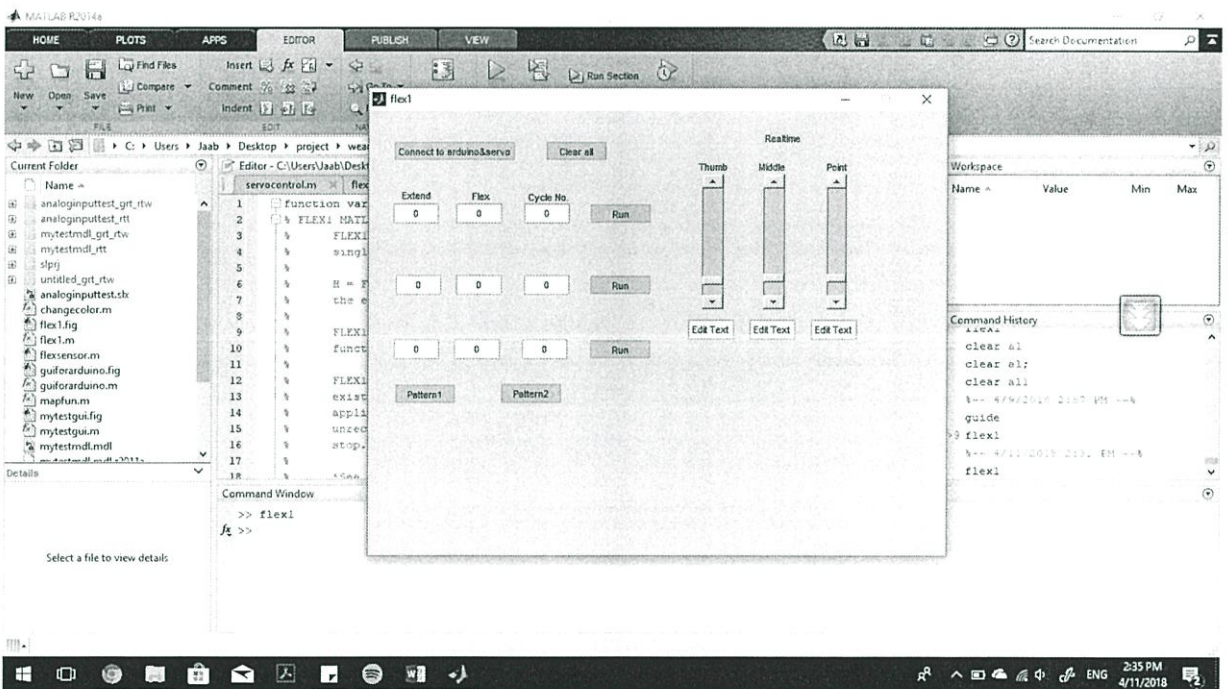 MATLAB R2014a
HOME PLOTS APPS EDITOR PUBLISH VIEW
Search Documentation
New Open Save
Find Files
Compare
Print
FILE
Insert fx
Comment
Indent
EDIT
Go To
Run Section
C: Users Jaab Desktop project
Current Folder
Name
analoginputtest_grt_rtw
analoginputtest_rtt
mytestmdl_grt_rtw
mytestmdl_rtt
slprj
untitled_grt_rtw
analoginputtest.slx
changecolor.m
flex1.fig
flex1.m
flexsensor.m
guiforarduino.fig
guiforarduino.m
mapfun.m
mytestgui.fig
mytestgui.m
mytestmdl.mdl
Details
Select a file to view details
Editor - C:\Users\Jaab\Deskt
servocontrol.m × flex
1 function var
2 % FLEX1 MATL
3 % FLEX1
4 % singl
5 %
6 % H = F
7 % the e
8 %
9 % FLEX1
10 % funct
11 %
12 % FLEX1
13 % exist
14 % appli
15 % unrec
16 % stop.
17 %
18 % *See
Command Window
>> flex1
fx >>
flex1
Connect to arduino&servo Clear all
Extend Flex Cycle No.
0 0 0 Run
0 0 0 Run
0 0 0 Run
Pattern1 Pattern2
Realtime
Thumb Middle Point
Edit Text Edit Text Edit Text
Workspace
Name Value Min Max
Command History
flex1
clear al
clear al;
clear all
guide
flex1
flex1
ENG
2:35 PM
4/11/2018